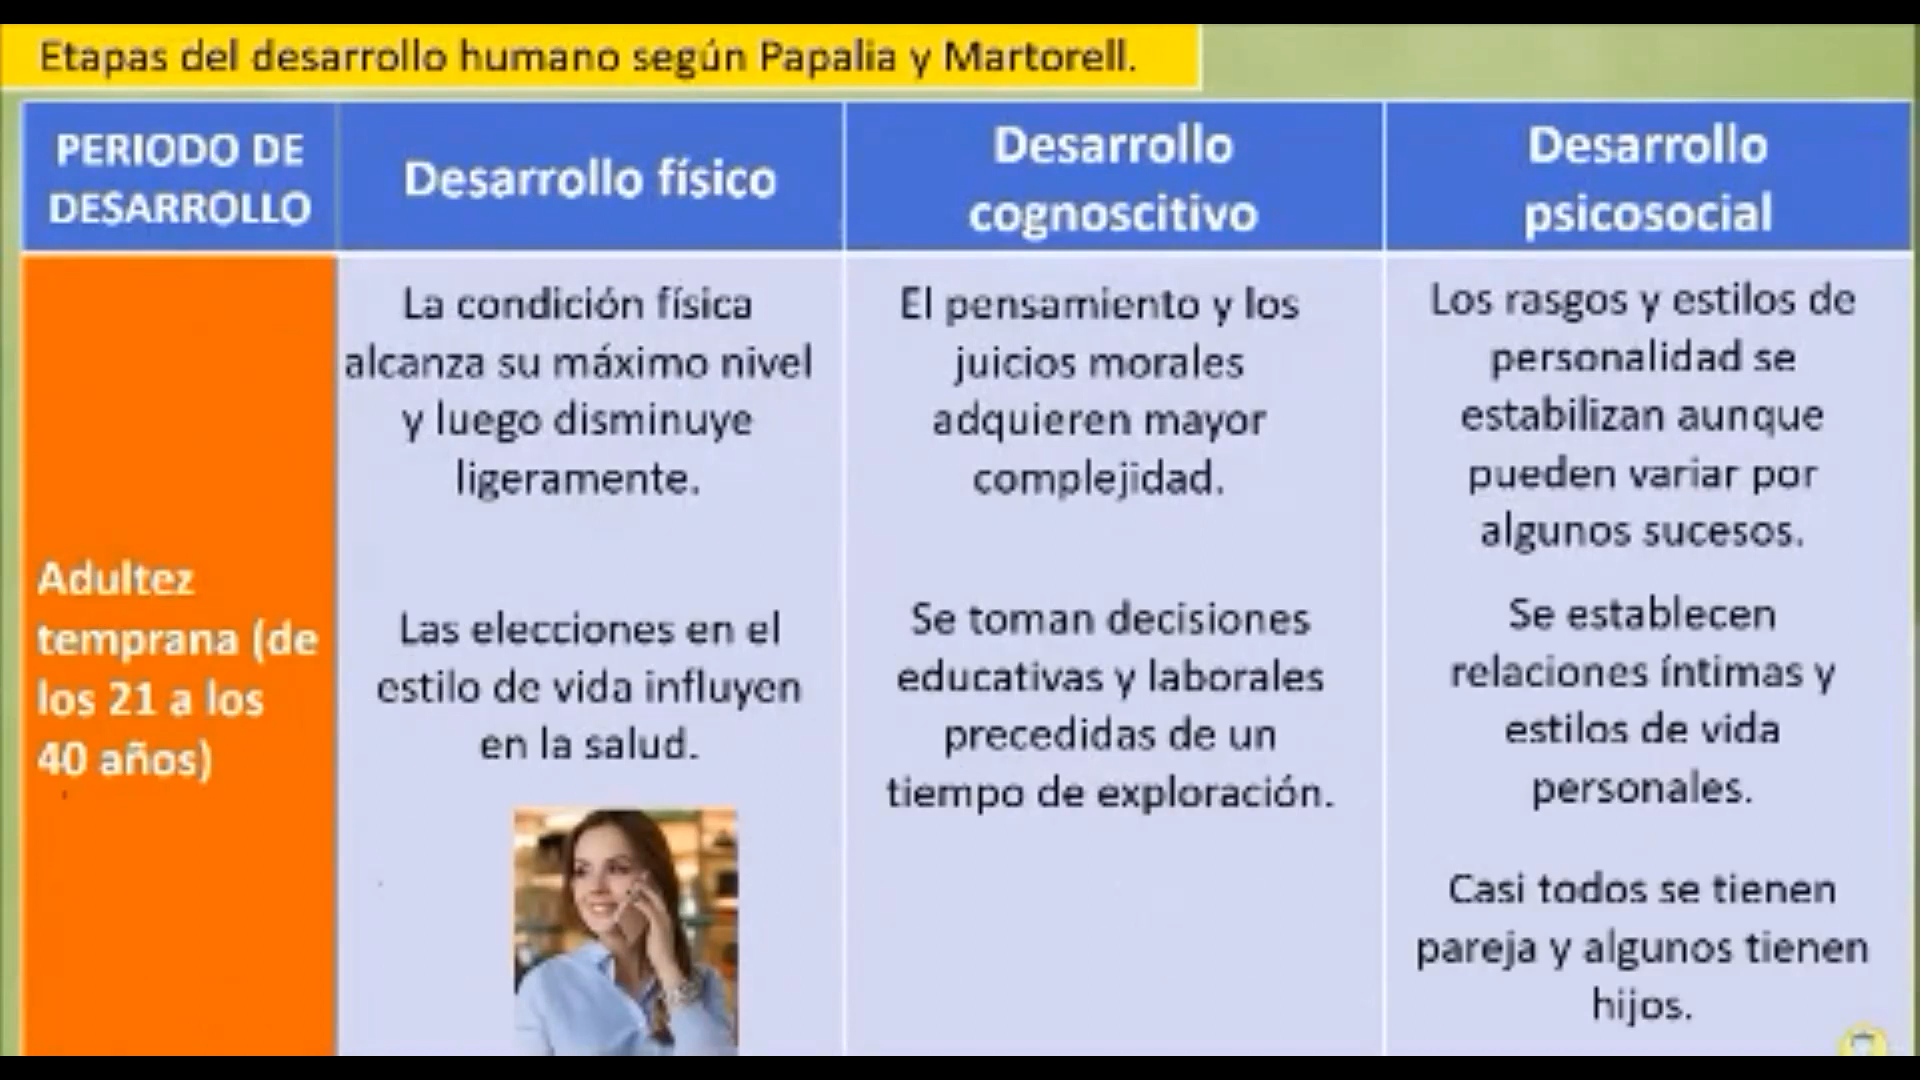 Etapas del desarrollo humano según Papalia y Martorell.
PERIODO DE
DESARROLLO
Desarrollo físico
Desarrollo
cognoscitivo
Desarrollo
psicosocial
Adultez
temprana (de
los 21 a los
40 años)
La condición física
alcanza su máximo nivel
y luego disminuye
ligeramente.
Las elecciones en el
estilo de vida influyen
en la salud.
El pensamiento y los
juicios morales
adquieren mayor
complejidad.
Se toman decisiones
educativas y laborales
precedidas de un
tiempo de exploración.
Los rasgos y estilos de
personalidad se
estabilizan aunque
pueden variar por
algunos sucesos.
Se establecen
relaciones íntimas y
estilos de vida
personales.
Casi todos se tienen
pareja y algunos tienen
hijos.